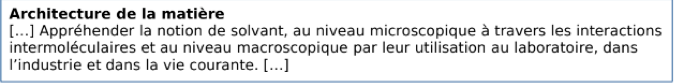 Architecture de la matière
[...] Appréhender la notion de solvant, au niveau microscopique à travers les interactions
intermoléculaires et au niveau macroscopique par leur utilisation au laboratoire, dans
l’industrie et dans la vie courante. [...]